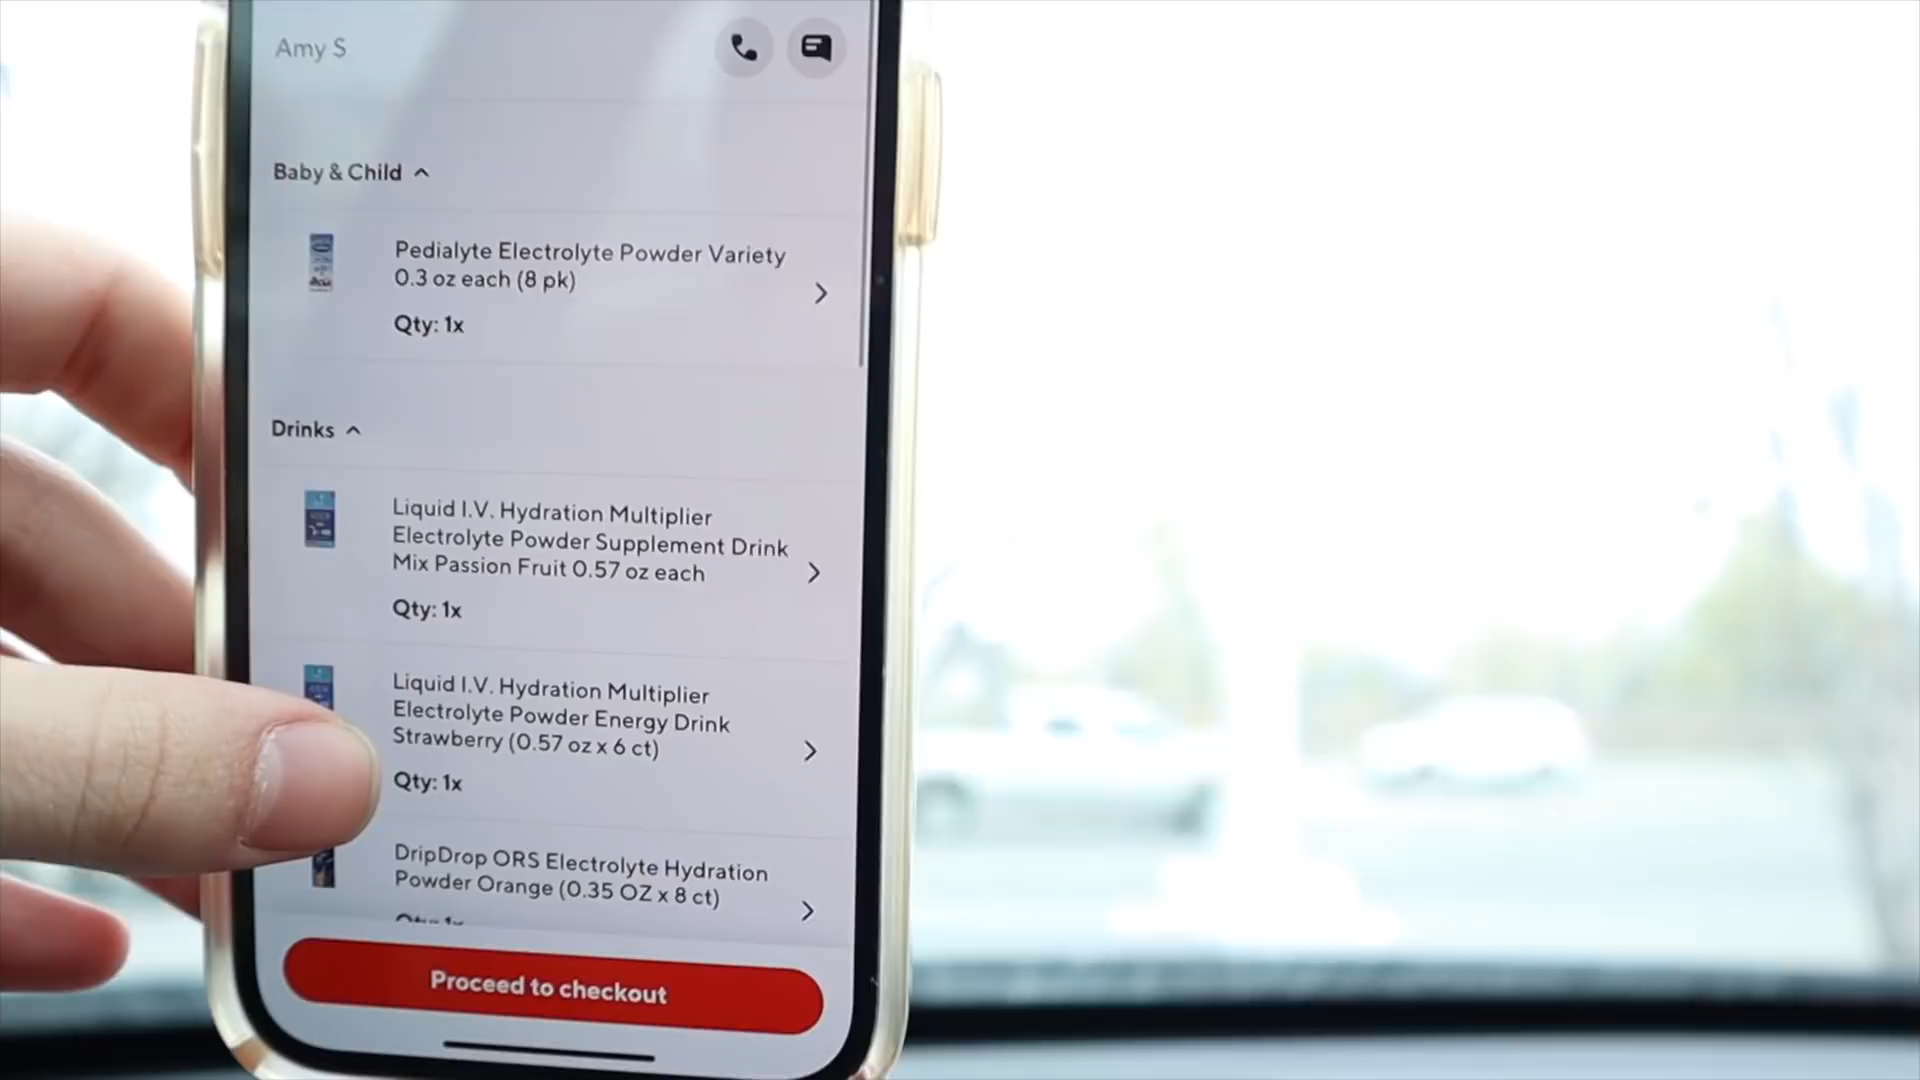 Amy S
Baby & Child
Pedialyte Electrolyte Powder Variety
0.3 oz each (8 pk)
Qty: 1x
Drinks
Liquid I.V. Hydration Multiplier
Electrolyte Powder Supplement Drink
Mix Passion Fruit 0.57 oz each
Qty: 1x
Liquid I.V. Hydration Multiplier
Electrolyte Powder Energy Drink
Strawberry (0.57 oz x 6 ct)
Qty: 1x
DripDrop ORS Electrolyte Hydration
Powder Orange (0.35 OZ x 8 ct)
Proceed to checkout